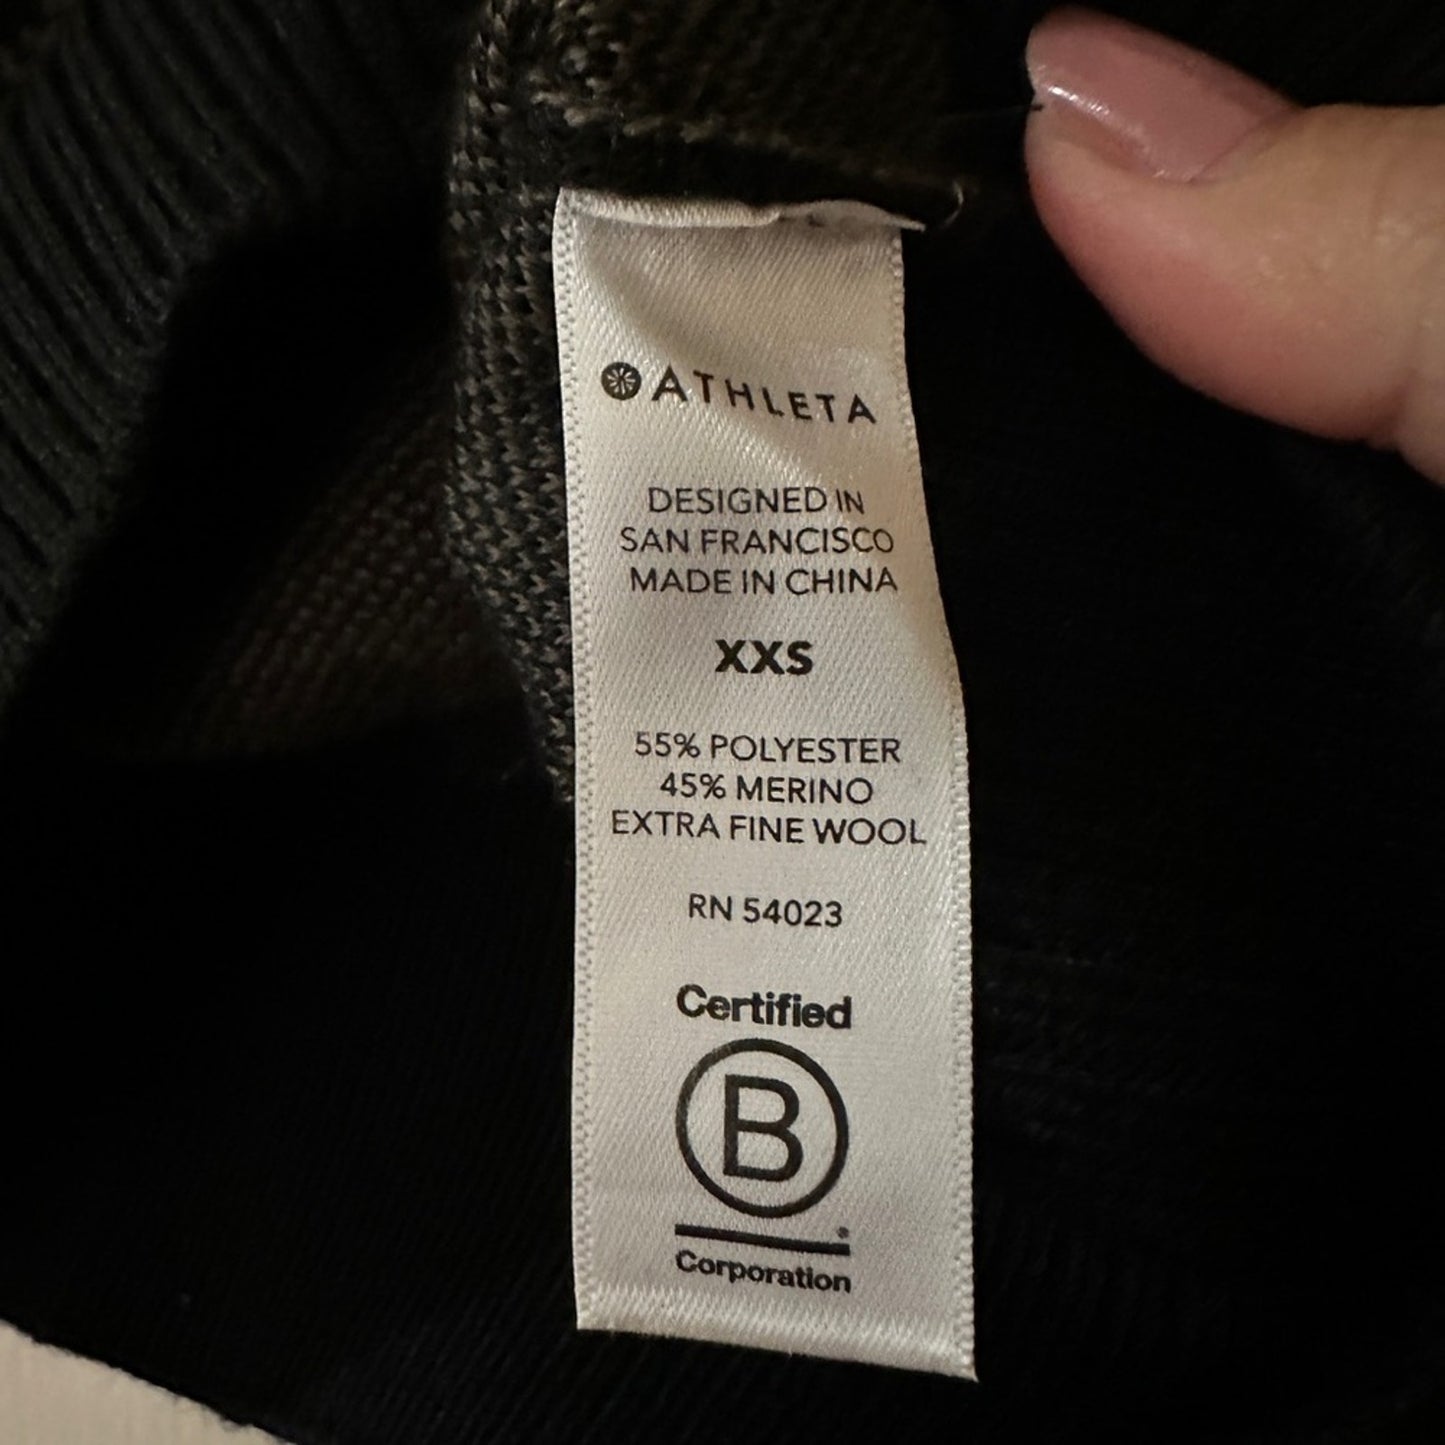 ATHLETA
DESIGNED IN
SAN FRANCISCO
MADE IN CHINA
XXS
55% POLYESTER
45% MERINO
EXTRA FINE WOOL
RN 54023
Certified
B
Corporation